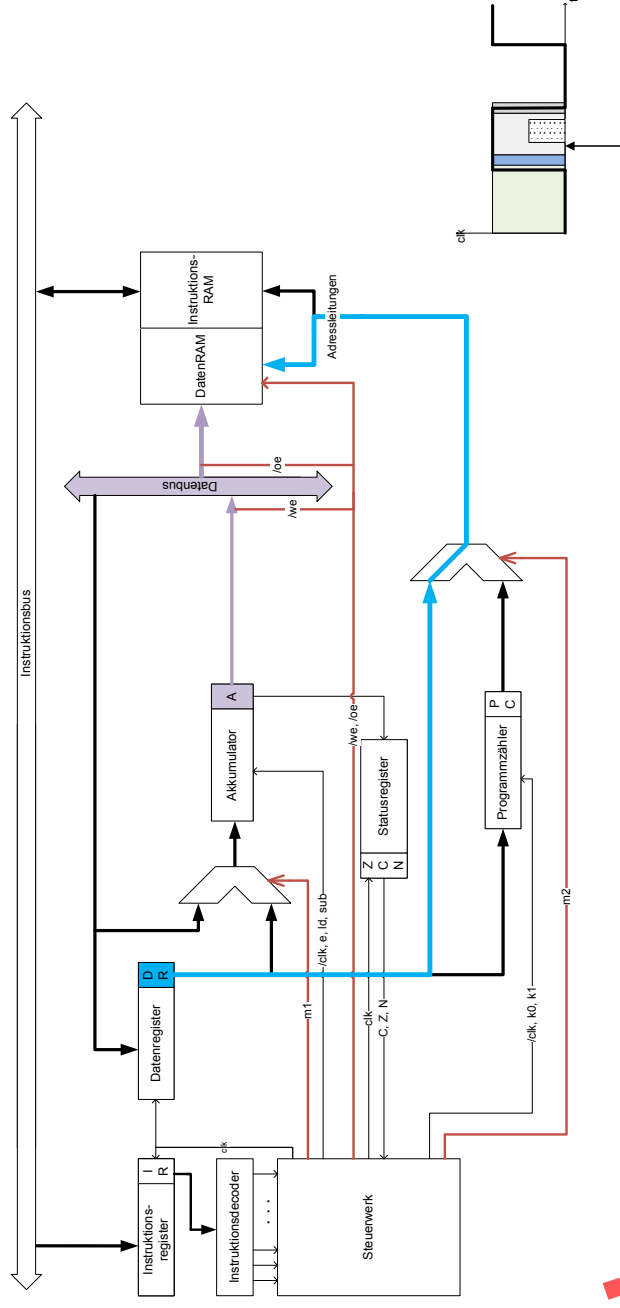 Instruktionsbus
Instruktions-
register
I
R
Datenregister
D
R
Akkumulator
A
Datenbus
DatenRAM
Instruktions-
RAM
Adressleitungen
/oe
/we
Instruktionsdecoder
. . .
clk
Steuerwerk
m1
/clk, e, ld, sub
/we, /oe
clk
C, Z, N
Statusregister
Z
C
N
Programmzähler
P
C
/clk, k0, k1
m2
clk